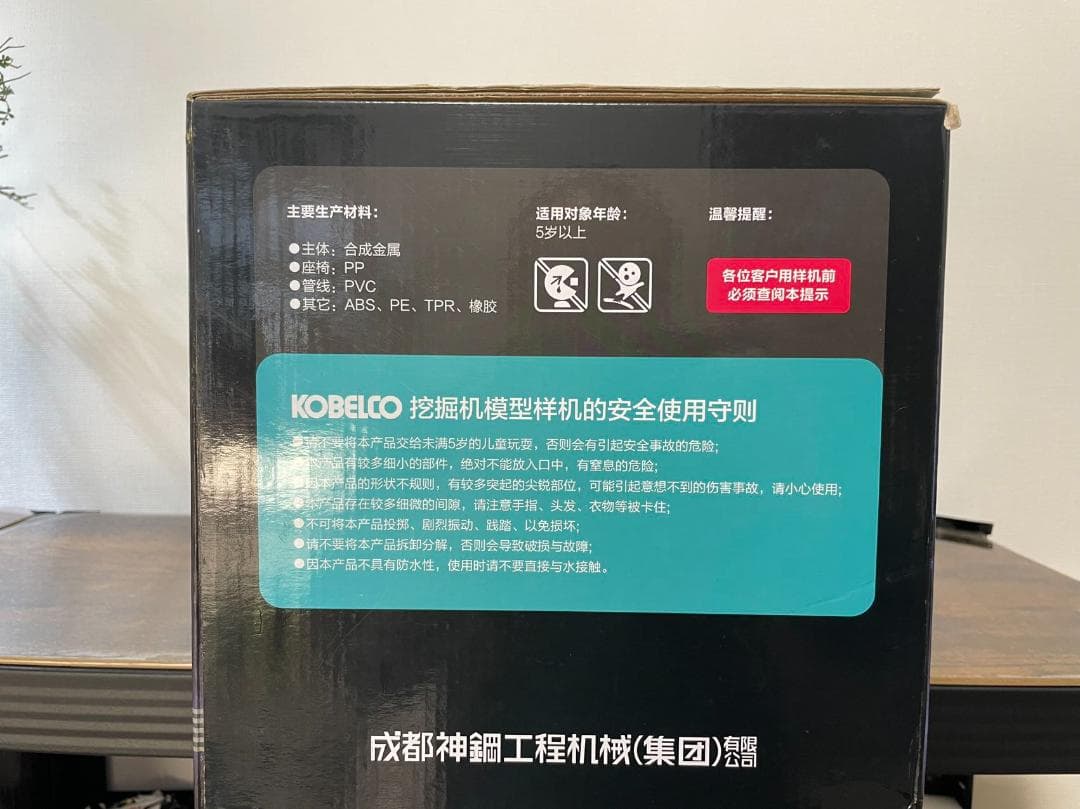 主要生产材料：
●主体：合成金属
●座椅：PP
●管线：PVC
●其它：ABS、PE、TPR、橡胶
适用对象年龄：
5岁以上
温馨提醒：
各位客户用样机前
必须查阅本提示
KOBELCO 挖掘机模型样机的安全使用守则
●请不要将本产品交给未满5岁的儿童玩耍，否则会有引起安全事故的危险；
●本产品有较多细小的部件，绝对不能放入口中，有窒息的危险；
●因本产品的形状不规则，有较多突起的尖锐部位，可能引起意想不到的伤害事故，请小心使用；
●本产品存在较多细微的间隙，请注意手指、头发、衣物等被卡住；
●不可将本产品投掷、剧烈振动、践踏、以免损坏；
●请不要将本产品拆卸分解，否则会导致破损与故障；
●因本产品不具有防水性，使用时请不要直接与水接触。
成都神鋼工程机械(集团)有限公司